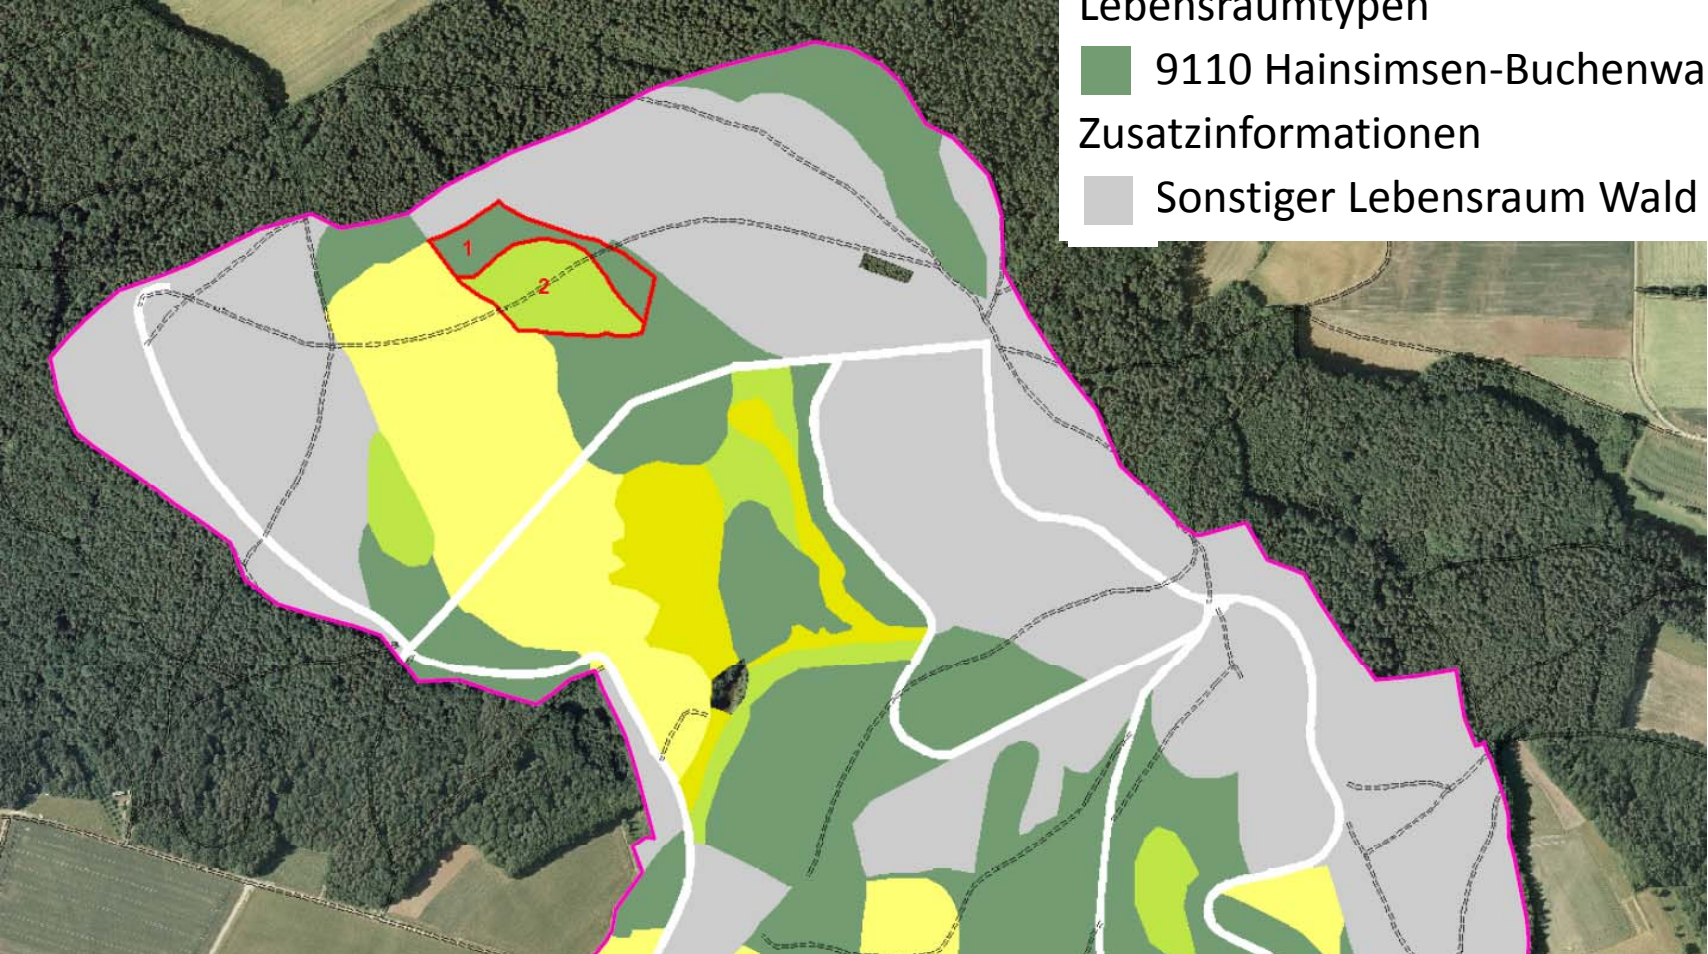 Lebensraumtypen
9110 Hainsimsen-Buchenwa
Zusatzinformationen
Sonstiger Lebensraum Wald
1
2